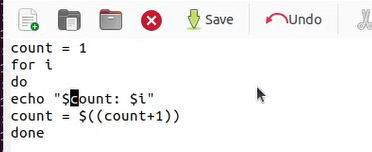 Save
Undo
count = 1
for i
do
echo "$count: $i"
count = $((count+1))
done